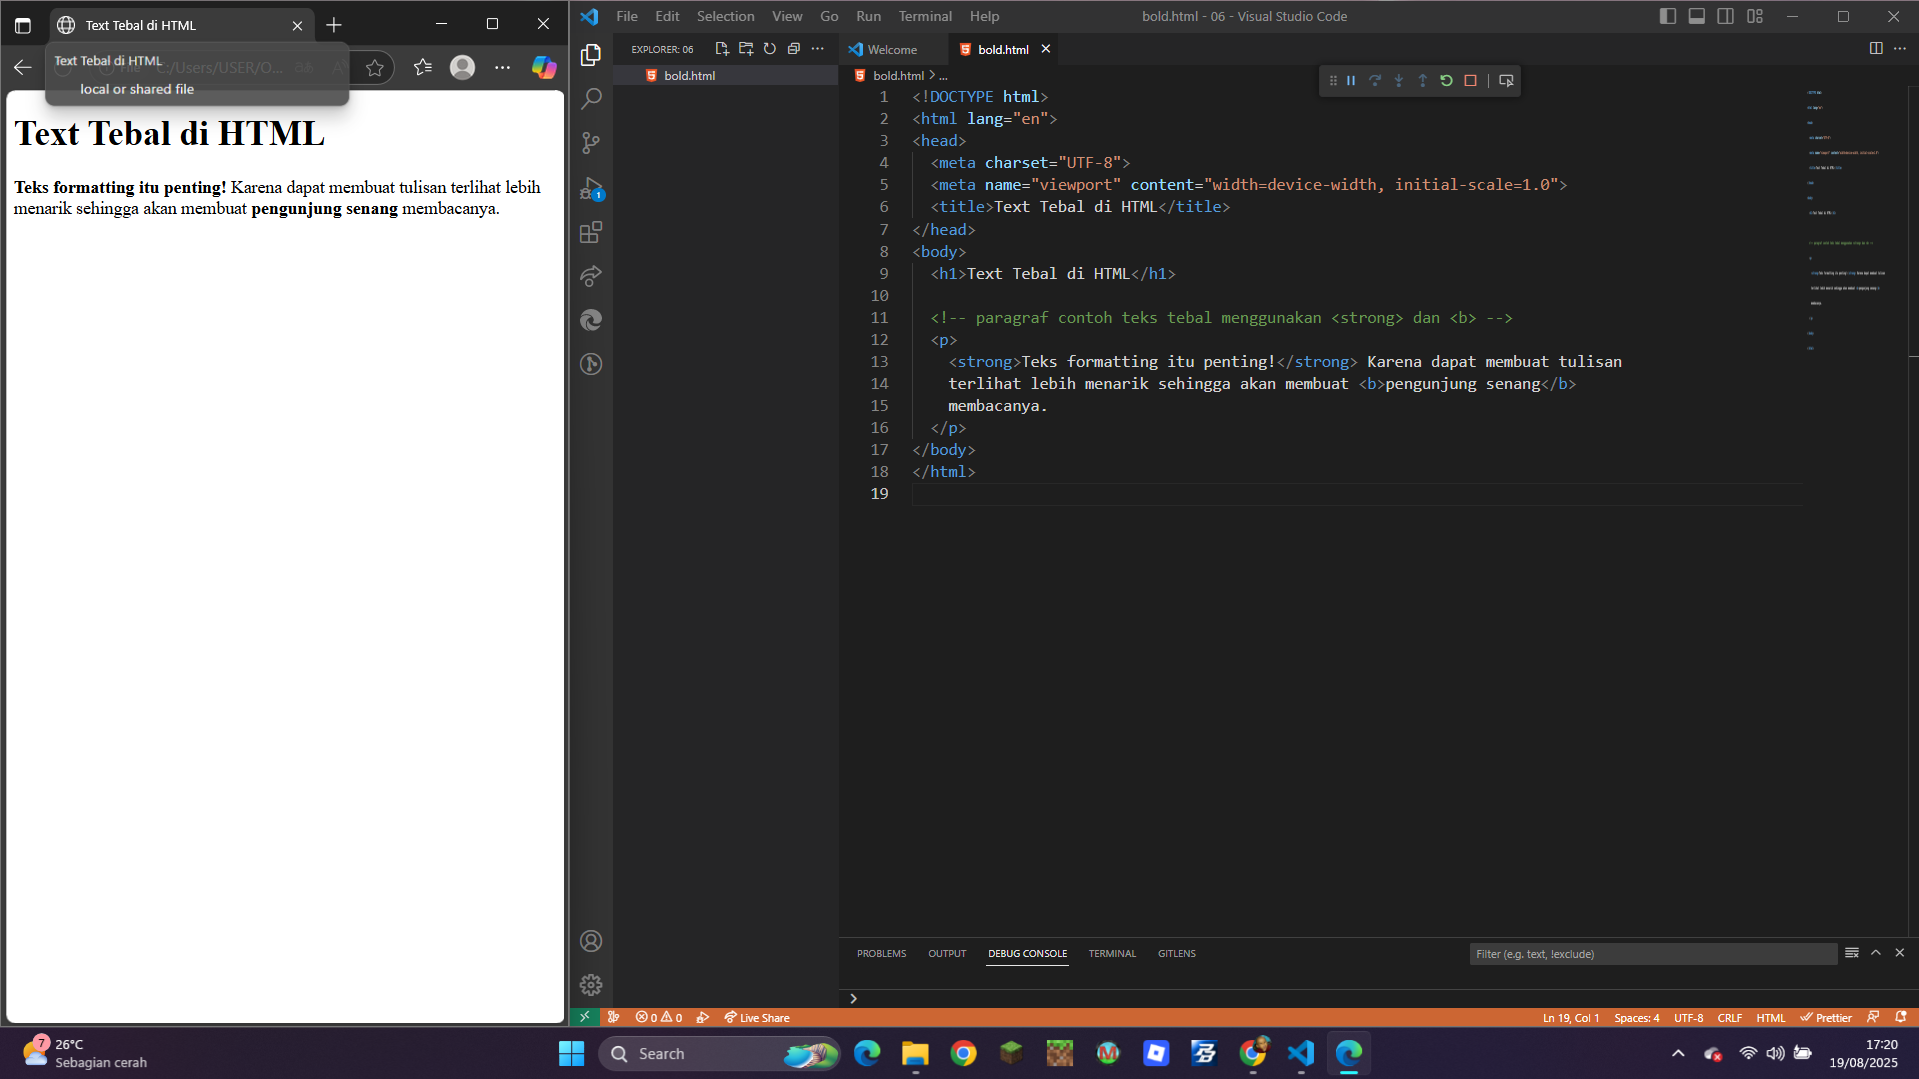 Text Tebal di HTML
Text Tebal di HTML
local or shared file
Text Tebal di HTML
Teks formatting itu penting! Karena dapat membuat tulisan terlihat lebih
menarik sehingga akan membuat pengunjung senang membacanya.
File Edit Selection View Go Run Terminal Help
bold.html - 06 - Visual Studio Code
EXPLORER: 06
bold.html
Welcome
bold.html
bold.html > ...
1 <!DOCTYPE html>
2 <html lang="en">
3 <head>
4 <meta charset="UTF-8">
5 <meta name="viewport" content="width=device-width, initial-scale=1.0">
6 <title>Text Tebal di HTML</title>
7 </head>
8 <body>
9 <h1>Text Tebal di HTML</h1>
10
11 <!-- paragraf contoh teks tebal menggunakan <strong> dan <b> -->
12 <p>
13 <strong>Teks formatting itu penting!</strong> Karena dapat membuat tulisan
14 terlihat lebih menarik sehingga akan membuat <b>pengunjung senang</b>
15 membacanya.
16 </p>
17 </body>
18 </html>
19
1
PROBLEMS OUTPUT DEBUG CONSOLE TERMINAL GITLENS
Filter (e.g. text, !exclude)
>
0 0 Live Share
Ln 19, Col 1 Spaces: 4 UTF-8 CRLF HTML Prettier
7
26°C
Sebagian cerah
Search
17:20
19/08/2025